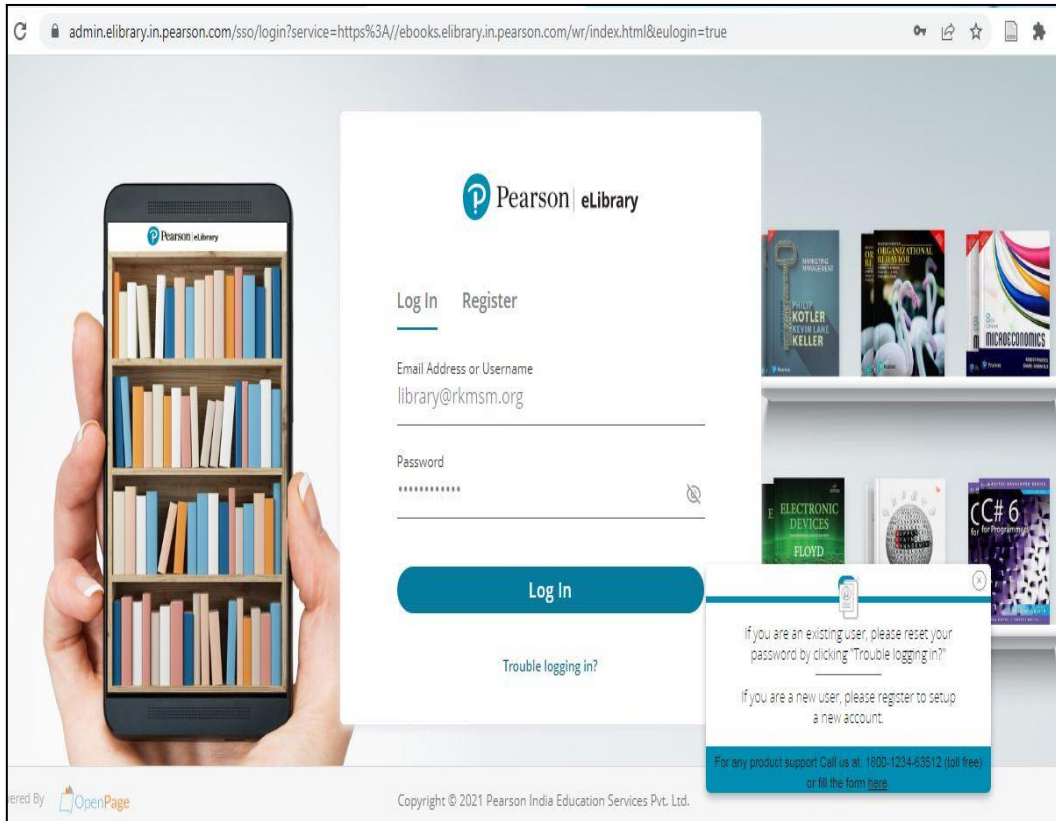 admin.elibrary.in.pearson.com/sso/login?service=https%3A//ebooks.elibrary.in.pearson.com/wr/index.html&eulogin=true
Pearson eLibrary
Pearson eLibrary
Log In Register
Email Address or Username
library@rkmsm.org
Password
************
Log In
Trouble logging in?
MARKETING
MANAGEMENT
PHILIP
KOTLER
KEVIN LANE
KELLER
ORGANIZATIONAL
BEHAVIOR
MICROECONOMICS
ELECTRONIC
DEVICES
FLOYD
C# 6
for Programmers
If you are an existing user, please reset your
password by clicking "Trouble logging in?"
If you are a new user, please register to setup
a new account.
For any product support Call us at: 1800-1234-63512 (toll free)
or fill the form here
ered By OpenPage
Copyright © 2021 Pearson India Education Services Pvt. Ltd.